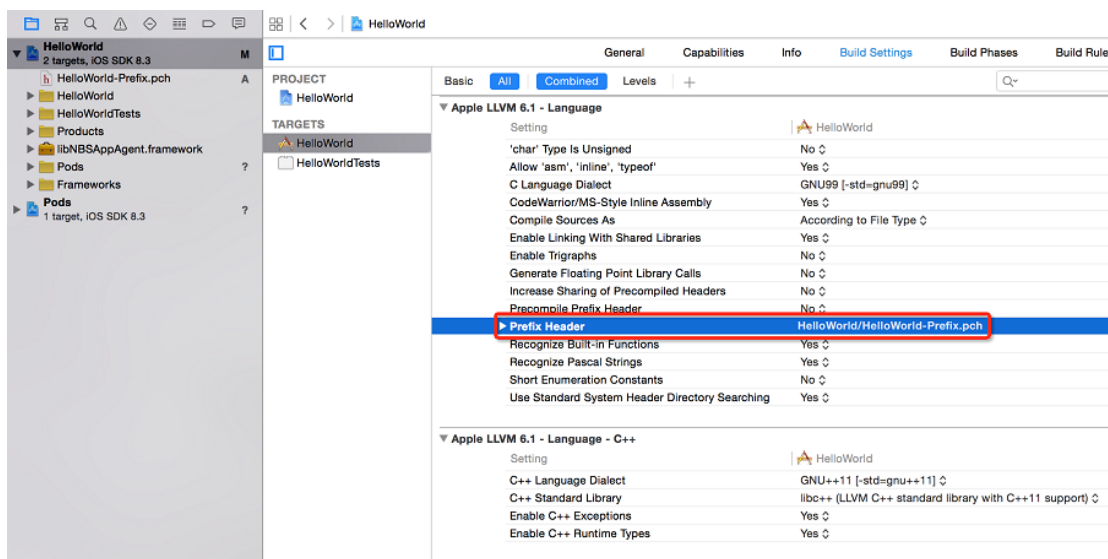 HelloWorld
HelloWorld
2 targets, iOS SDK 8.3
M
HelloWorld-Prefix.pch
A
HelloWorld
HelloWorldTests
Products
libNBSAppAgent.framework
Pods
?
Frameworks
Pods
1 target, iOS SDK 8.3
?
General Capabilities Info Build Settings Build Phases Build Rule
PROJECT
HelloWorld
TARGETS
HelloWorld
HelloWorldTests
Basic All Combined Levels +
Apple LLVM 6.1 - Language
Setting HelloWorld
'char' Type Is Unsigned No
Allow 'asm', 'inline', 'typeof' Yes
C Language Dialect GNU99 [-std=gnu99]
CodeWarrior/MS-Style Inline Assembly Yes
Compile Sources As According to File Type
Enable Linking With Shared Libraries Yes
Enable Trigraphs No
Generate Floating Point Library Calls No
Increase Sharing of Precompiled Headers No
Precompile Prefix Header No
Prefix Header HelloWorld/HelloWorld-Prefix.pch
Recognize Built-in Functions Yes
Recognize Pascal Strings Yes
Short Enumeration Constants No
Use Standard System Header Directory Searching Yes
Apple LLVM 6.1 - Language - C++
Setting HelloWorld
C++ Language Dialect GNU++11 [-std=gnu++11]
C++ Standard Library libc++ (LLVM C++ standard library with C++11 support)
Enable C++ Exceptions Yes
Enable C++ Runtime Types Yes